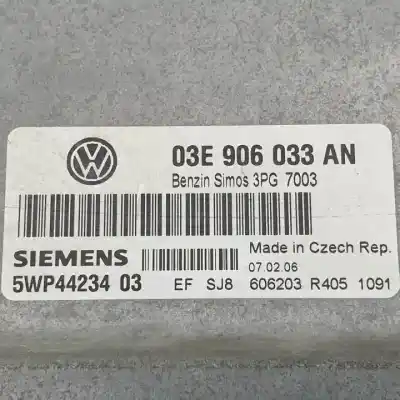 VW
03E 906 033 AN
Benzin Simos 3PG 7003
SIEMENS
Made in Czech Rep.
07.02.06
5WP44234 03 EF SJ8 606203 R405 1091